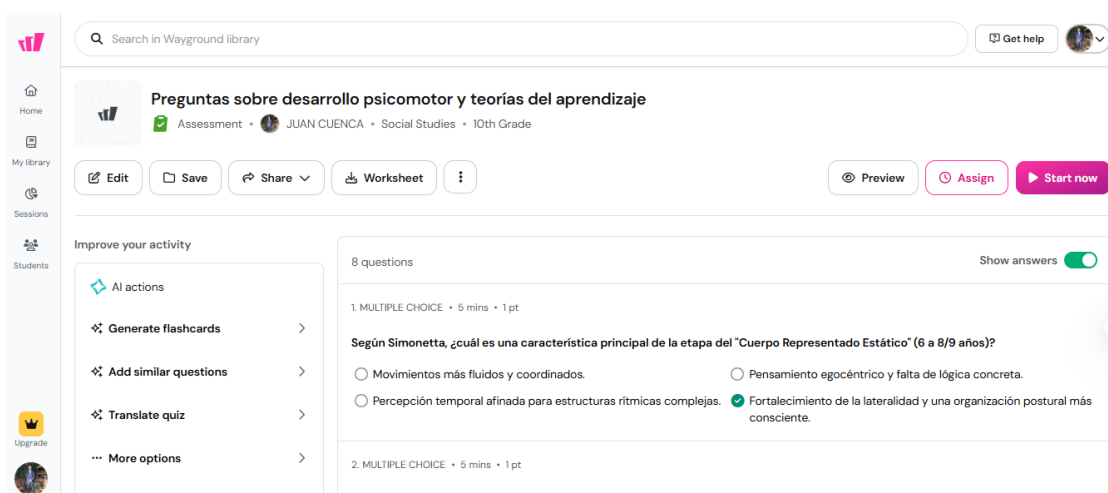 Search in Wayground library
Get help
Home
My library
Sessions
Students
Upgrade
Preguntas sobre desarrollo psicomotor y teorías del aprendizaje
Assessment • JUAN CUENCA • Social Studies • 10th Grade
Edit
Save
Share
Worksheet
Preview
Assign
Start now
Improve your activity
AI actions
Generate flashcards
Add similar questions
Translate quiz
More options
8 questions
Show answers
1. MULTIPLE CHOICE • 5 mins • 1 pt
Según Simonetta, ¿cuál es una característica principal de la etapa del "Cuerpo Representado Estático" (6 a 8/9 años)?
Movimientos más fluidos y coordinados.
Pensamiento egocéntrico y falta de lógica concreta.
Percepción temporal afinada para estructuras rítmicas complejas.
Fortalecimiento de la lateralidad y una organización postural más
consciente.
2. MULTIPLE CHOICE • 5 mins • 1 pt